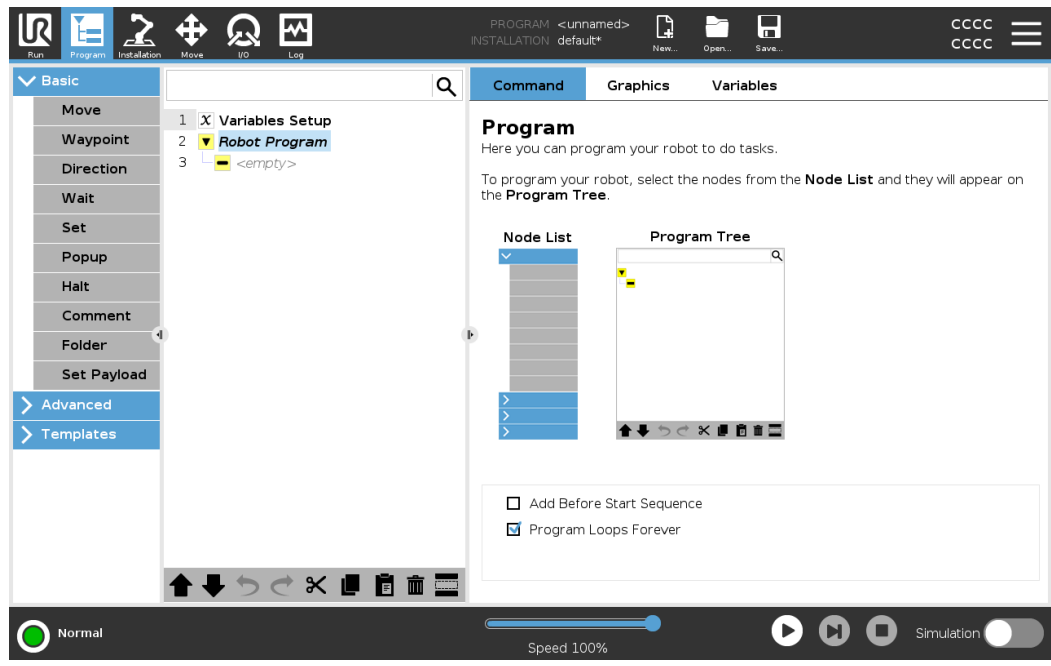 UR
Run
Program
Installation
Move
I/O
Log
PROGRAM <unnamed>
INSTALLATION default*
New...
Open...
Save...
CCCC
CCCC
Basic
Move
Waypoint
Direction
Wait
Set
Popup
Halt
Comment
Folder
Set Payload
Advanced
Templates
1 X Variables Setup
2 Robot Program
3 <empty>
Command Graphics Variables
Program
Here you can program your robot to do tasks.
To program your robot, select the nodes from the Node List and they will appear on
the Program Tree.
Node List
Program Tree
Add Before Start Sequence
Program Loops Forever
Normal
Speed 100%
Simulation